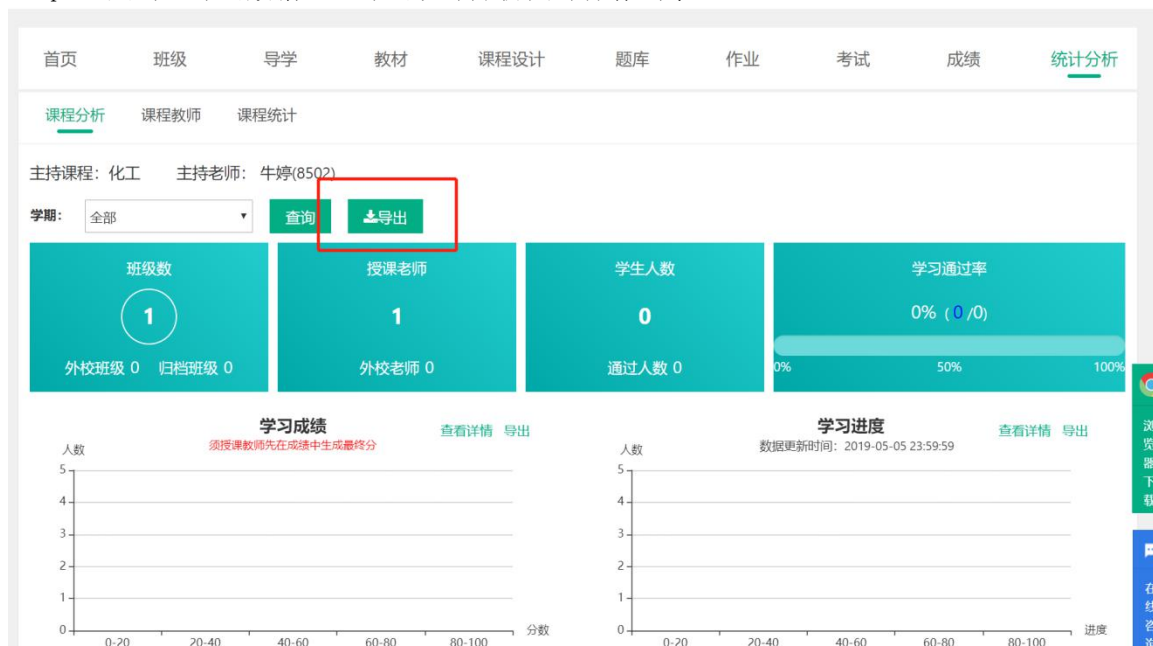 首页 班级 导学 教材 课程设计 题库 作业 考试 成绩 统计分析
课程分析 课程教师 课程统计
主持课程：化工 主持老师：牛婷(8502)
学期： 全部 查询 导出
班级数 授课老师 学生人数 学习通过率
1 1 0 0% ( 0 /0)
外校班级 0 归档班级 0 外校老师 0 通过人数 0 0% 50% 100%
学习成绩 查看详情 导出 学习进度 查看详情 导出
人数 须授课教师先在成绩中生成最终分 人数 数据更新时间：2019-05-05 23:59:59
5 5
4 4
3 3
2 2
1 1
0 分数 0 进度
0-20 20-40 40-60 60-80 80-100 0-20 20-40 40-60 60-80 80-100
浏
览
器
下
载
在
线
咨